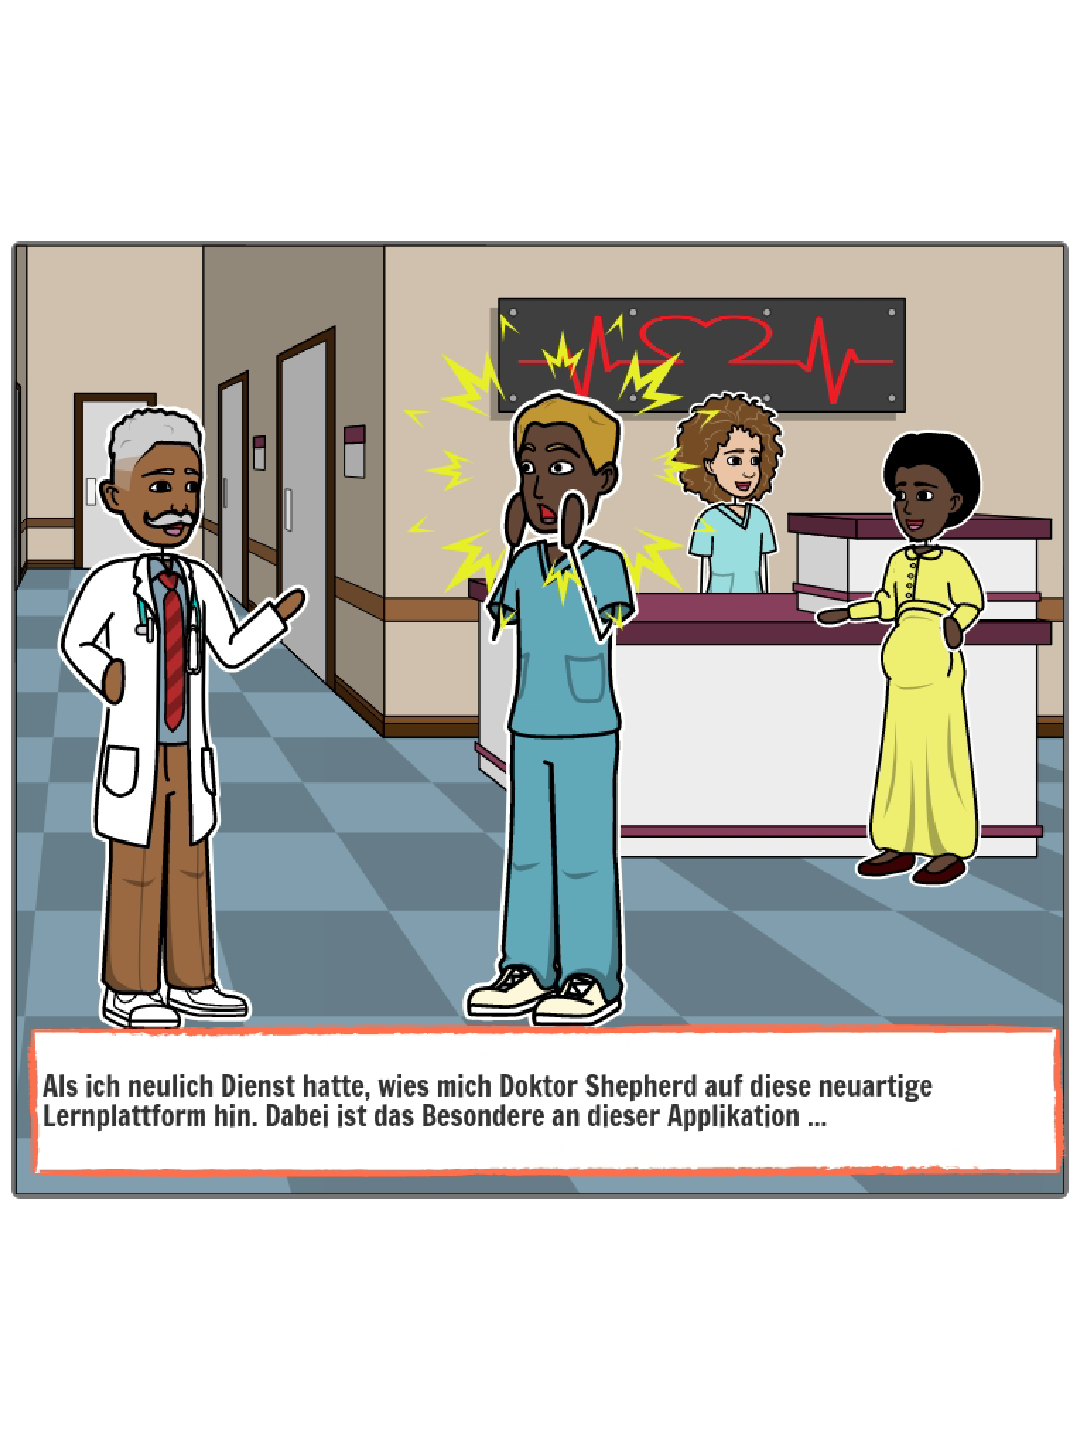 Als ich neulich Dienst hatte, wies mich Doktor Shepherd auf diese neuartige
Lernplattform hin. Dabei ist das Besondere an dieser Applikation ...